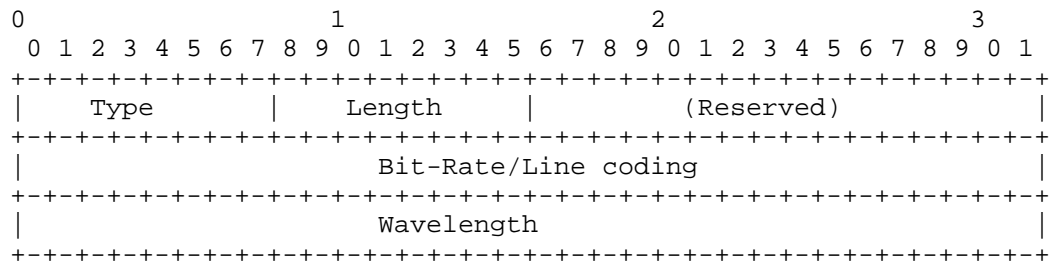 0                   1                   2                   3
 0 1 2 3 4 5 6 7 8 9 0 1 2 3 4 5 6 7 8 9 0 1 2 3 4 5 6 7 8 9 0 1
+-+-+-+-+-+-+-+-+-+-+-+-+-+-+-+-+-+-+-+-+-+-+-+-+-+-+-+-+-+-+-+-+
|    Type       |    Length     |         (Reserved)            |
+-+-+-+-+-+-+-+-+-+-+-+-+-+-+-+-+-+-+-+-+-+-+-+-+-+-+-+-+-+-+-+-+
|                      Bit-Rate/Line coding                     |
+-+-+-+-+-+-+-+-+-+-+-+-+-+-+-+-+-+-+-+-+-+-+-+-+-+-+-+-+-+-+-+-+
|                      Wavelength                               |
+-+-+-+-+-+-+-+-+-+-+-+-+-+-+-+-+-+-+-+-+-+-+-+-+-+-+-+-+-+-+-+-+